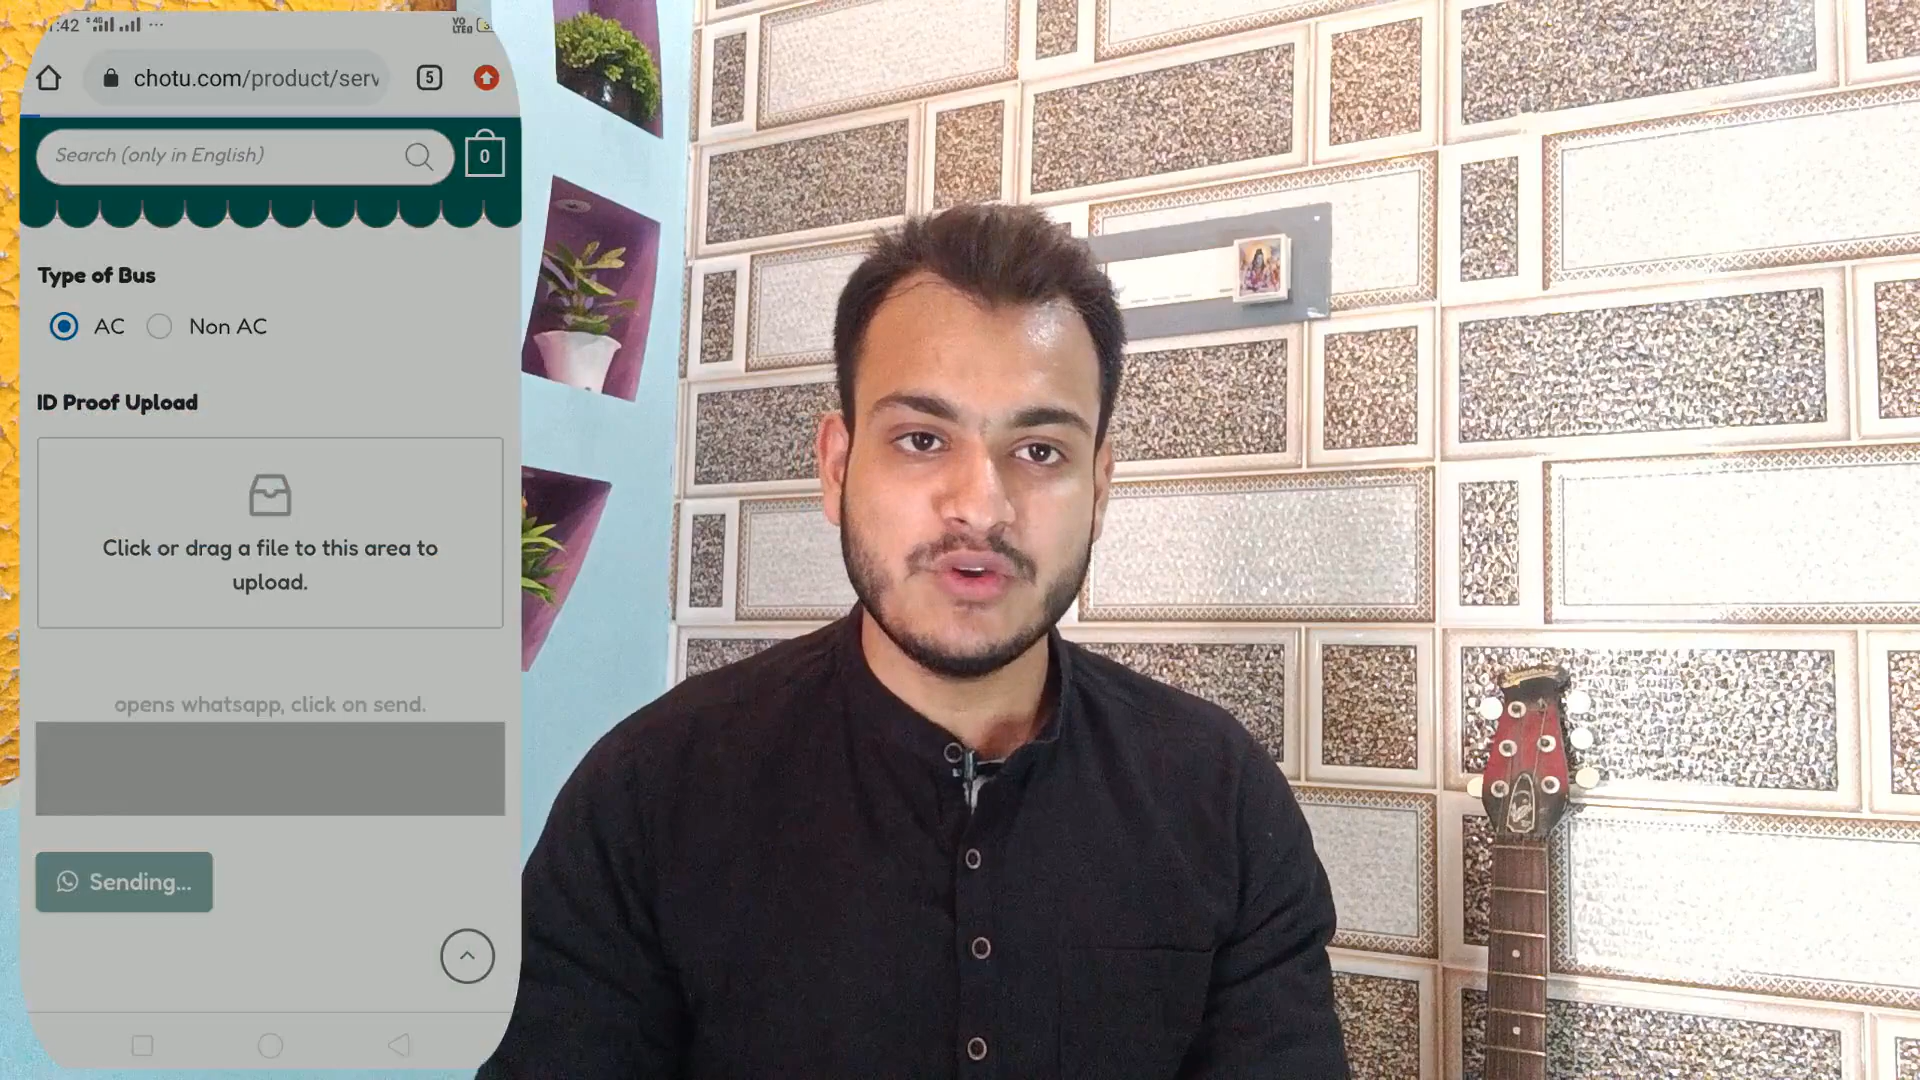 :42
chotu.com/product/serv
5
Search (only in English)
0
Type of Bus
AC
Non AC
ID Proof Upload
Click or drag a file to this area to
upload.
opens whatsapp, click on send.
Sending...